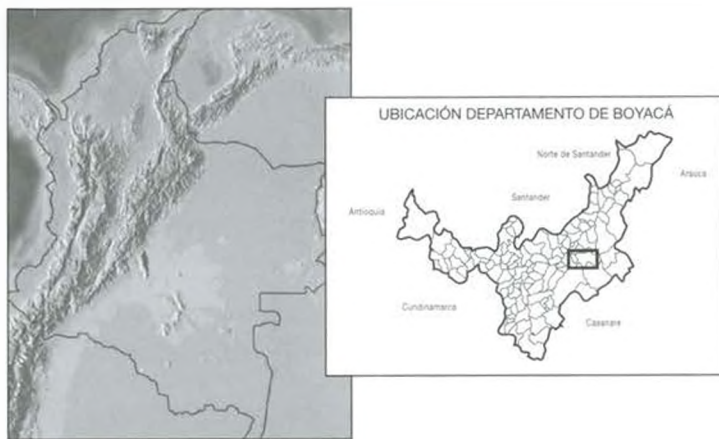 UBICACIÓN DEPARTAMENTO DE BOYACÁ
Norte de Santander
Arauca
Santander
Antioquia
Cundinamarca
Casanare